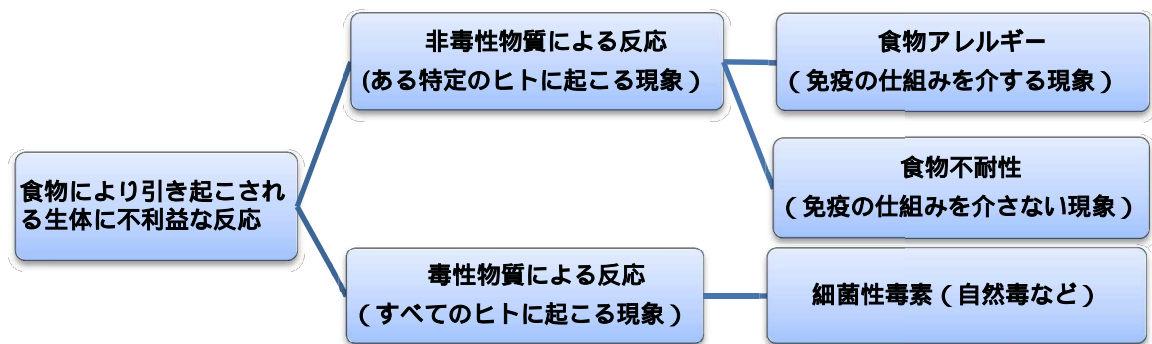 食物により引き起こされ
る生体に不利益な反応
非毒性物質による反応
(ある特定のヒトに起こる現象）
毒性物質による反応
（すべてのヒトに起こる現象）
食物アレルギー
（免疫の仕組みを介する現象）
食物不耐性
（免疫の仕組みを介さない現象）
細菌性毒素（自然毒など）